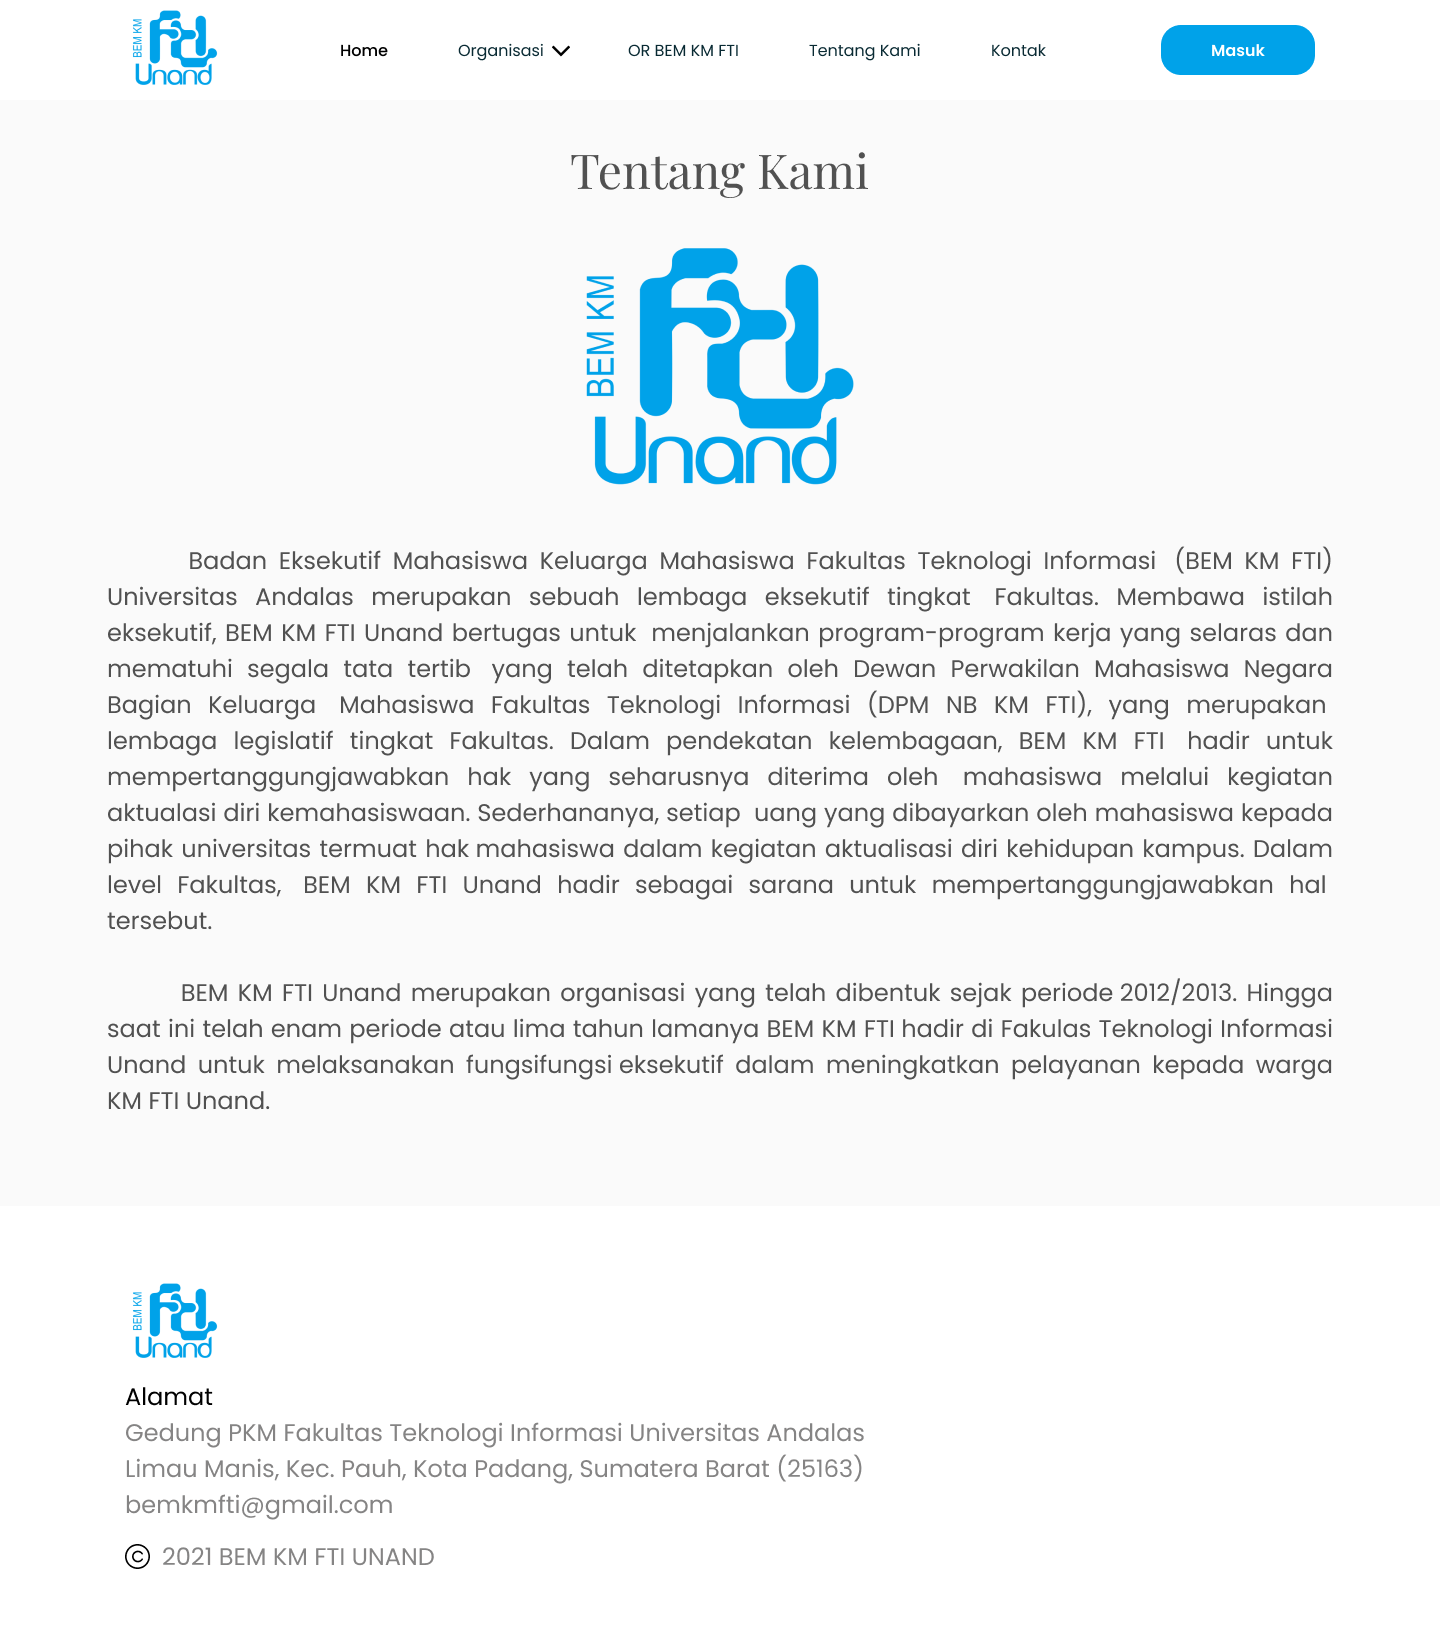 BEM KM
FTI
Unand
Home
Organisasi
OR BEM KM FTI
Tentang Kami
Kontak
Masuk
Tentang Kami
BEM KM
FTI
Unand
Badan Eksekutif Mahasiswa Keluarga Mahasiswa Fakultas Teknologi Informasi (BEM KM FTI)
Universitas Andalas merupakan sebuah lembaga eksekutif tingkat Fakultas. Membawa istilah
eksekutif, BEM KM FTI Unand bertugas untuk menjalankan program-program kerja yang selaras dan
mematuhi segala tata tertib yang telah ditetapkan oleh Dewan Perwakilan Mahasiswa Negara
Bagian Keluarga Mahasiswa Fakultas Teknologi Informasi (DPM NB KM FTI), yang merupakan
lembaga legislatif tingkat Fakultas. Dalam pendekatan kelembagaan, BEM KM FTI hadir untuk
mempertanggungjawabkan hak yang seharusnya diterima oleh mahasiswa melalui kegiatan
aktualasi diri kemahasiswaan. Sederhananya, setiap uang yang dibayarkan oleh mahasiswa kepada
pihak universitas termuat hak mahasiswa dalam kegiatan aktualisasi diri kehidupan kampus. Dalam
level Fakultas, BEM KM FTI Unand hadir sebagai sarana untuk mempertanggungjawabkan hal
tersebut.
BEM KM FTI Unand merupakan organisasi yang telah dibentuk sejak periode 2012/2013. Hingga
saat ini telah enam periode atau lima tahun lamanya BEM KM FTI hadir di Fakulas Teknologi Informasi
Unand untuk melaksanakan fungsifungsi eksekutif dalam meningkatkan pelayanan kepada warga
KM FTI Unand.
BEM KM
FTI
Unand
Alamat
Gedung PKM Fakultas Teknologi Informasi Universitas Andalas
Limau Manis, Kec. Pauh, Kota Padang, Sumatera Barat (25163)
bemkmfti@gmail.com
© 2021 BEM KM FTI UNAND